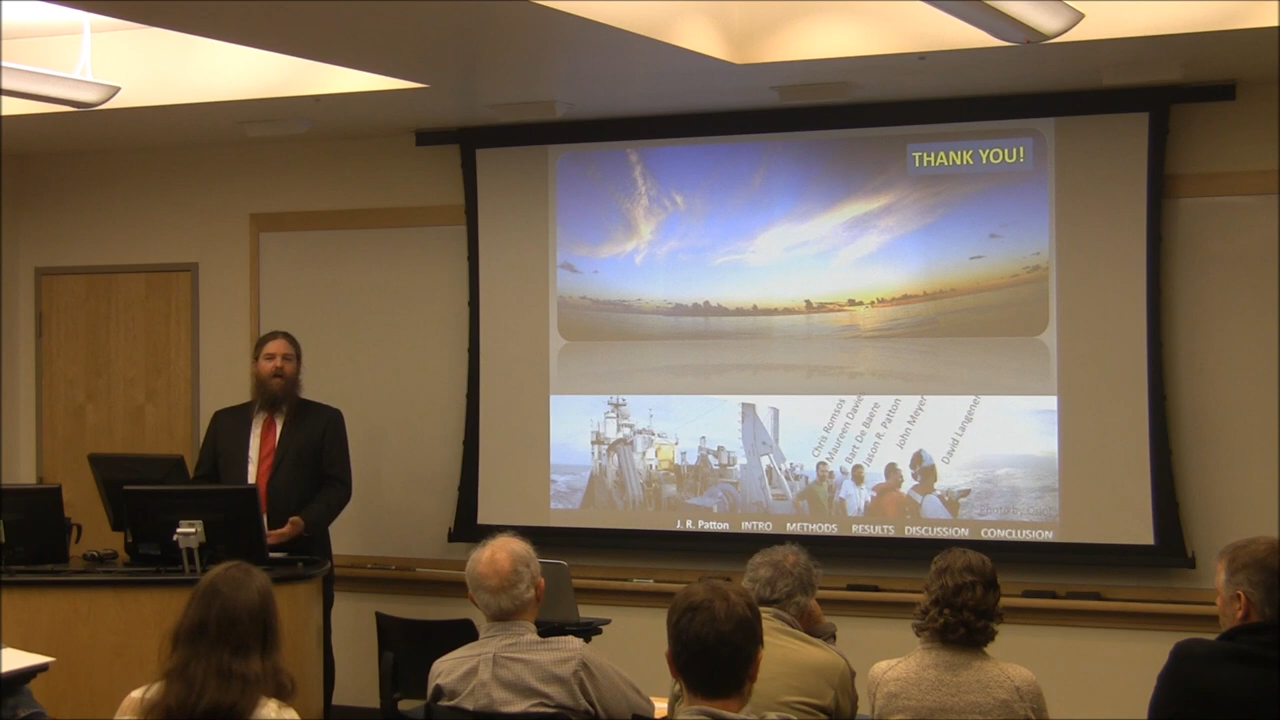 THANK YOU!
Chris Romsos
Maureen Davies
Bart De Baere
Jason R. Patton
John Meyer
David Langener
J. R. Patton INTRO METHODS RESULTS DISCUSSION CONCLUSION